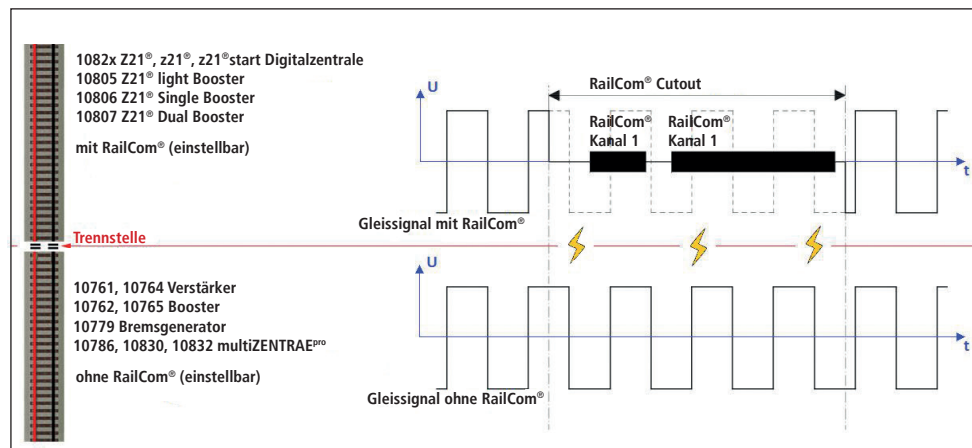 1082x Z21®, z21®, z21®start Digitalzentrale
10805 Z21® light Booster
10806 Z21® Single Booster
10807 Z21® Dual Booster
mit RailCom® (einstellbar)
U
RailCom® Cutout
RailCom®
Kanal 1
RailCom®
Kanal 1
t
Gleissignal mit RailCom®
Trennstelle
10761, 10764 Verstärker
10762, 10765 Booster
10779 Bremsgenerator
10786, 10830, 10832 multiZENTRAEpro
ohne RailCom® (einstellbar)
U
t
Gleissignal ohne RailCom®